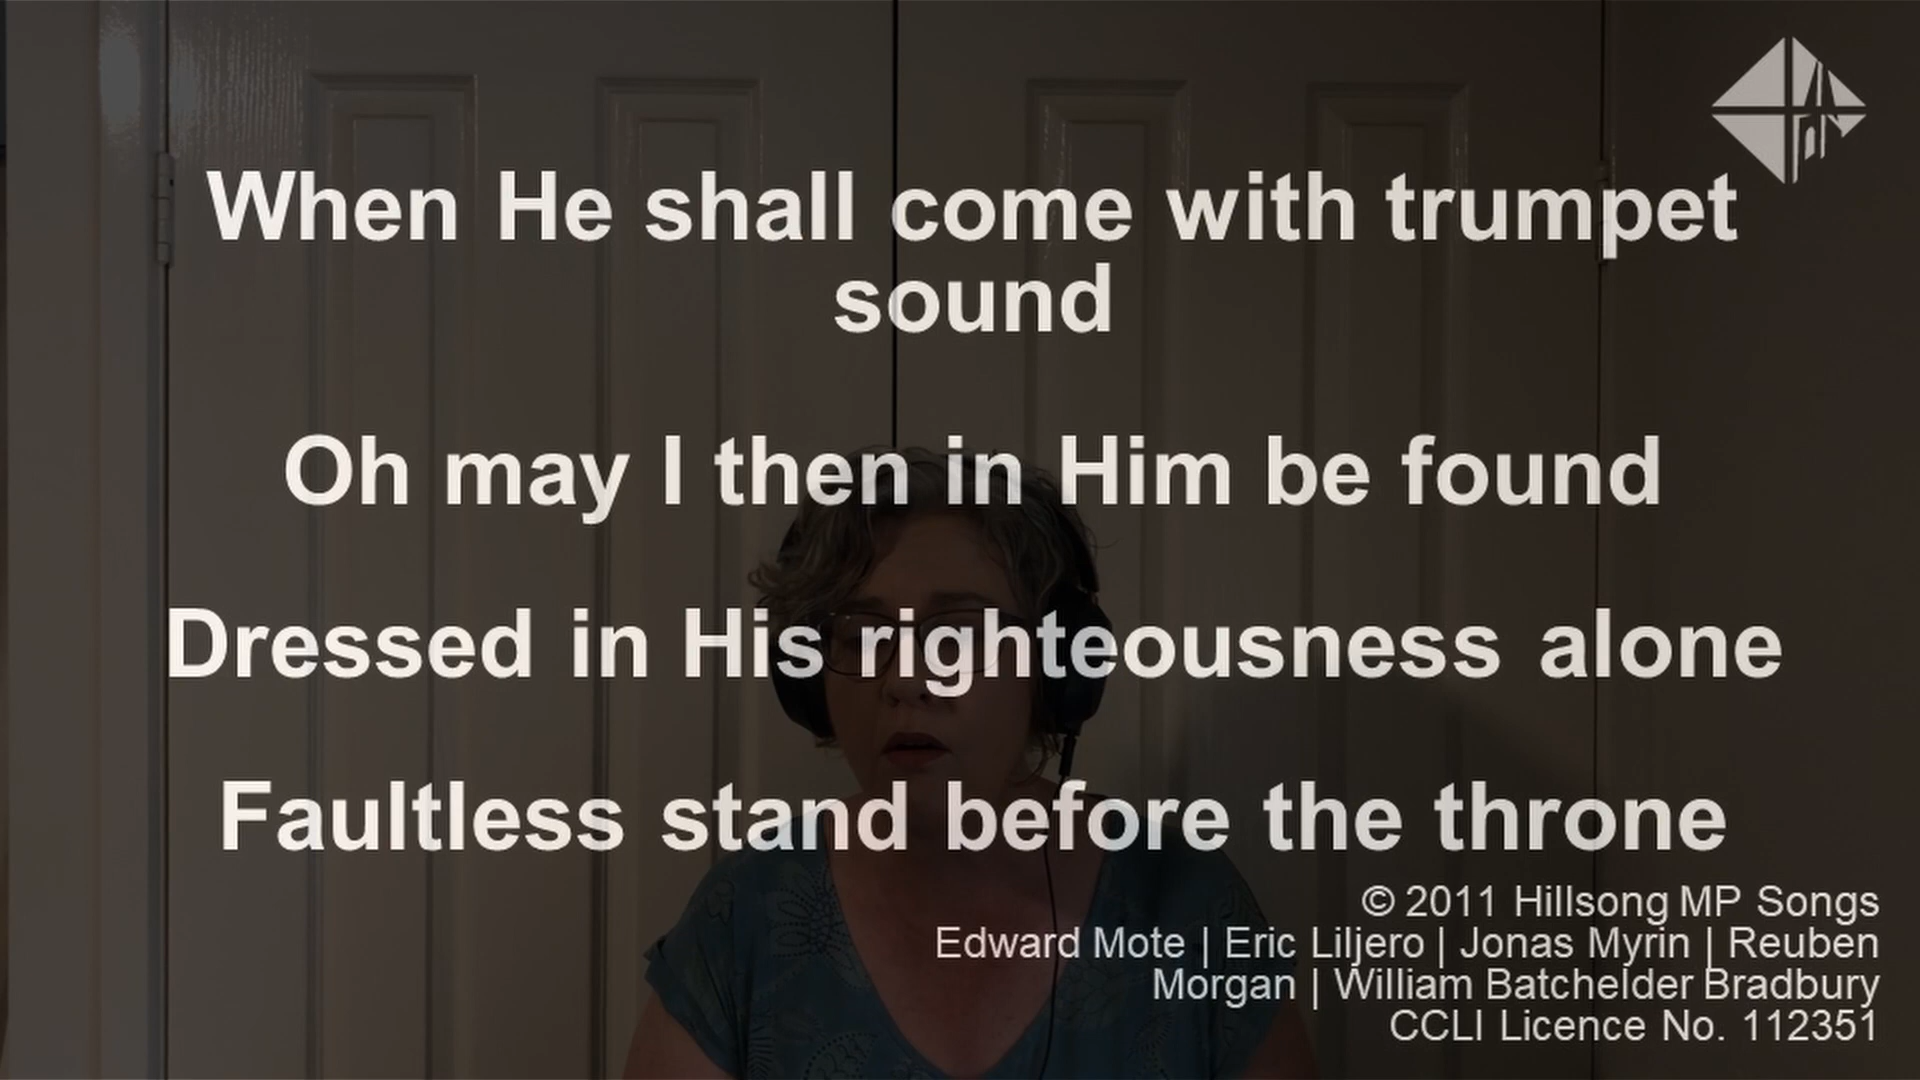 When He shall come with trumpet
sound
Oh may I then in Him be found
Dressed in His righteousness alone
Faultless stand before the throne
© 2011 Hillsong MP Songs
Edward Mote | Eric Liljero | Jonas Myrin | Reuben
Morgan | William Batchelder Bradbury
CCLI Licence No. 112351